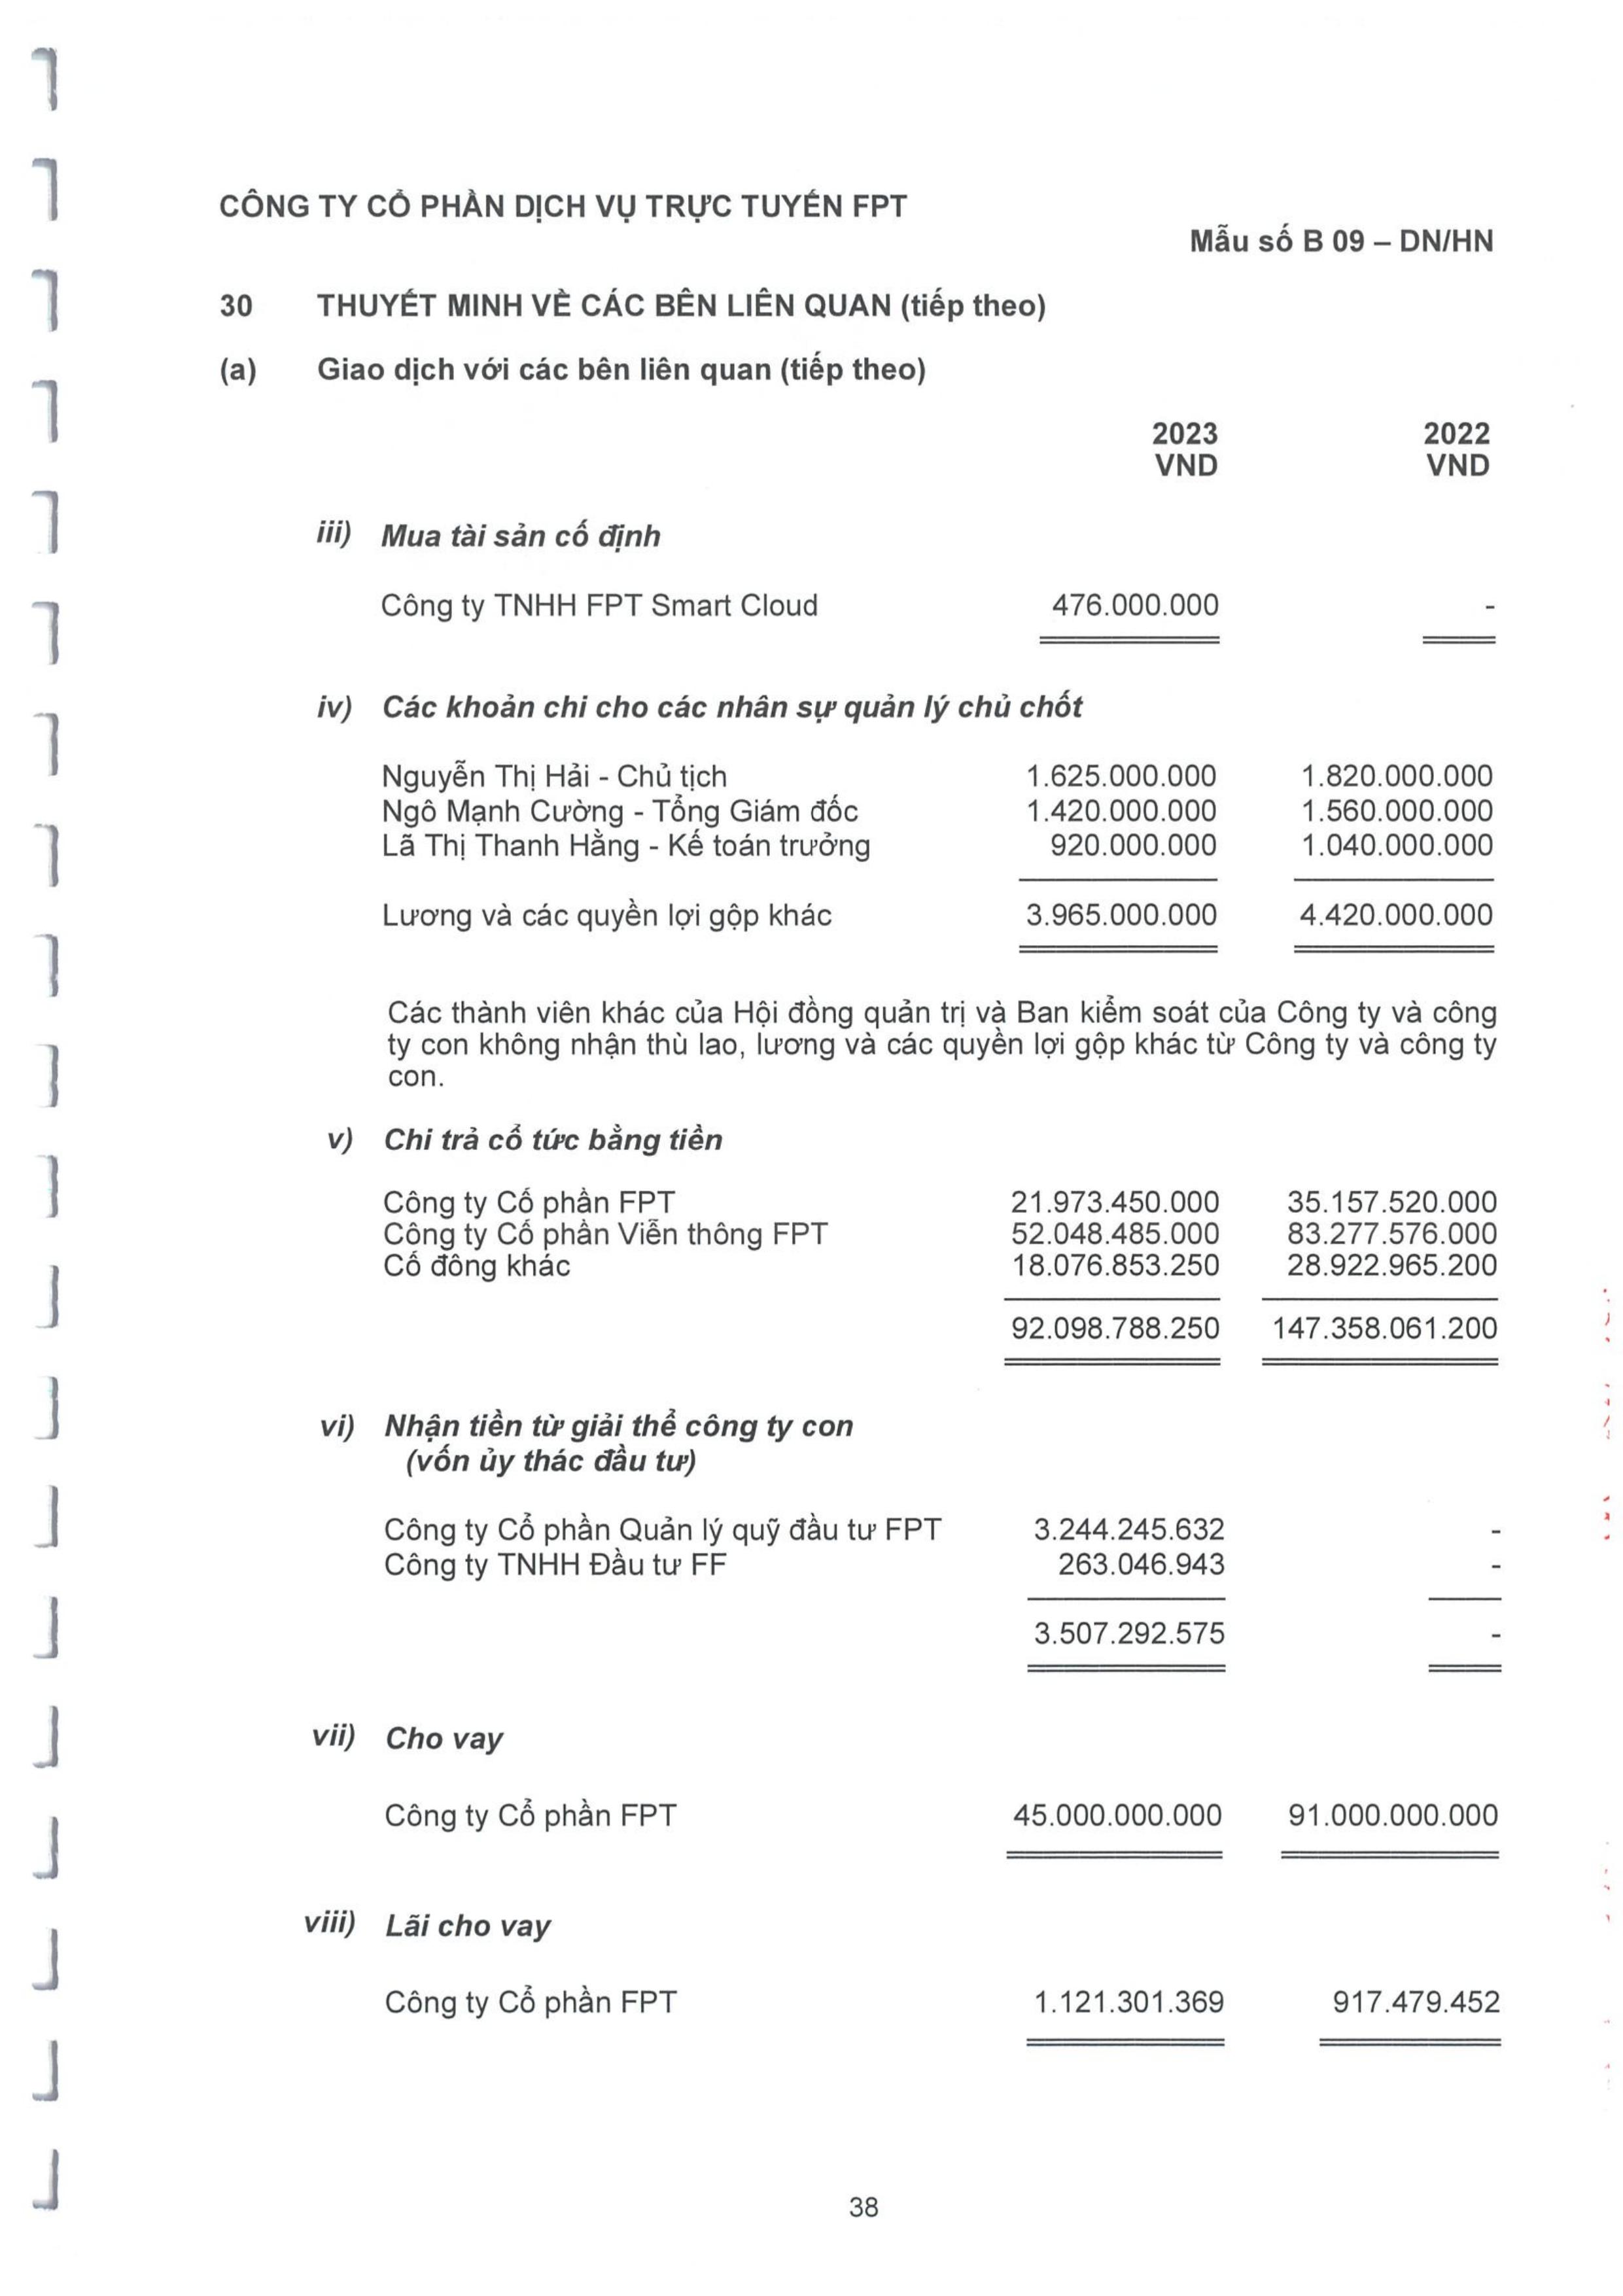 CÔNG TY CỔ PHẦN DỊCH VỤ TRỰC TUYẾN FPT
Mẫu số B 09 – DN/HN
30 THUYẾT MINH VỀ CÁC BÊN LIÊN QUAN (tiếp theo)
(a) Giao dịch với các bên liên quan (tiếp theo)
2023 2022
VND VND
iii) Mua tài sản cố định
Công ty TNHH FPT Smart Cloud 476.000.000 -
iv) Các khoản chi cho các nhân sự quản lý chủ chốt
Nguyễn Thị Hải - Chủ tịch 1.625.000.000 1.820.000.000
Ngô Mạnh Cường - Tổng Giám đốc 1.420.000.000 1.560.000.000
Lã Thị Thanh Hằng - Kế toán trưởng 920.000.000 1.040.000.000
Lương và các quyền lợi gộp khác 3.965.000.000 4.420.000.000
Các thành viên khác của Hội đồng quản trị và Ban kiểm soát của Công ty và công
ty con không nhận thù lao, lương và các quyền lợi gộp khác từ Công ty và công ty
con.
v) Chi trả cổ tức bằng tiền
Công ty Cổ phần FPT 21.973.450.000 35.157.520.000
Công ty Cổ phần Viễn thông FPT 52.048.485.000 83.277.576.000
Cổ đông khác 18.076.853.250 28.922.965.200
92.098.788.250 147.358.061.200
vi) Nhận tiền từ giải thể công ty con
(vốn ủy thác đầu tư)
Công ty Cổ phần Quản lý quỹ đầu tư FPT 3.244.245.632 -
Công ty TNHH Đầu tư FF 263.046.943 -
3.507.292.575 -
vii) Cho vay
Công ty Cổ phần FPT 45.000.000.000 91.000.000.000
viii) Lãi cho vay
Công ty Cổ phần FPT 1.121.301.369 917.479.452
38